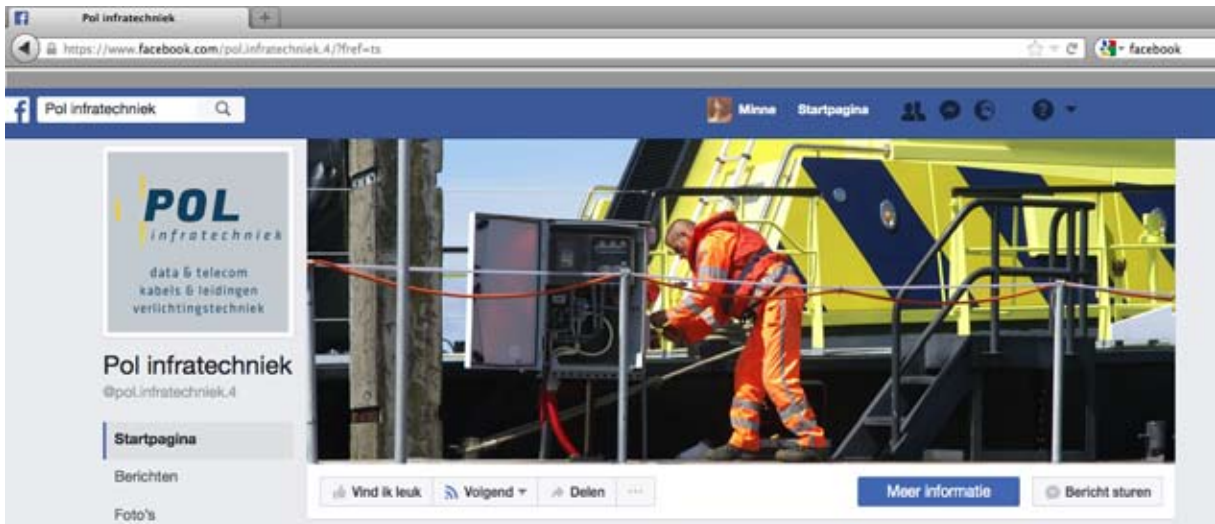 Pol infratechniek
https://www.facebook.com/pol.infratechniek.4/?fref=ts
facebook
Pol infratechniek
Minne Startpagina
POL
infratechniek
data & telecom
kabels & leidingen
verlichtingstechniek
Pol infratechniek
@pol.infratechniek.4
Startpagina
Berichten
Foto's
Vind ik leuk Volgend Delen ... Meer informatie Bericht sturen